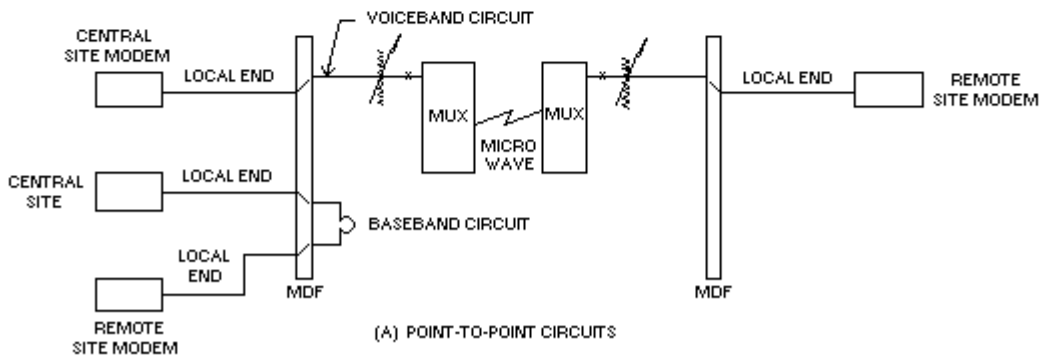 VOICEBAND CIRCUIT
CENTRAL
SITE MODEM
LOCAL END
MUX
MUX
MICRO
WAVE
LOCAL END
REMOTE
SITE MODEM
CENTRAL
SITE
LOCAL END
BASEBAND CIRCUIT
LOCAL
END
REMOTE
SITE MODEM
MDF
MDF
(A) POINT-TO-POINT CIRCUITS